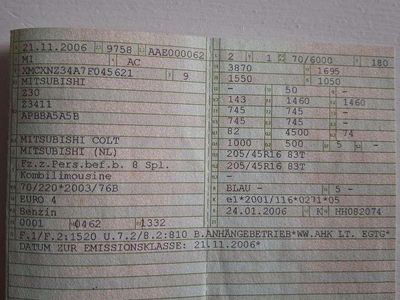 21.11.2006 9758 AAE000062
MI AC
XMCXNZ34A7F045621 9
MITSUBISHI
Z30
Z3411
APB8A5A5B
MITSUBISHI COLT
MITSUBISHI (NL)
Fz.z.Pers.bef.b. 8 Spl.
Kombilimousine
70/220*2003/76B
EURO 4
Benzin
0001 0462 1332
2 1 70/6000 180
3870 1695
1550 1050
- 50 -
143 1460 1460
745 745 -
745 745 -
82 4500 74
1000 500 5 -
205/45R16 83T
205/45R16 83T
-
BLAU - 5 -
e1*2001/116*0271*05
24.01.2006 N HH082074
F.1/F.2:1520 U.7.2/8.2:810 B.ANHÄNGEBETRIEB*WW.AHK LT. EGTG*
DATUM ZUR EMISSIONSKLASSE: 21.11.2006*